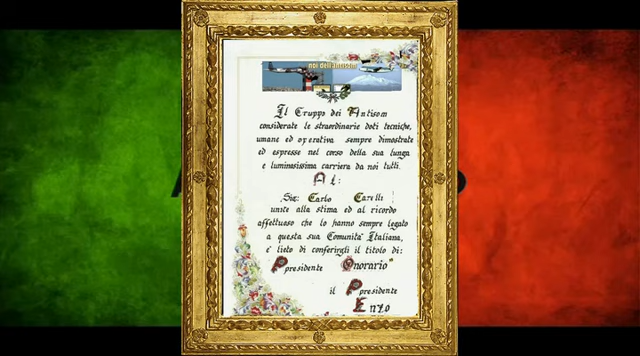 noi dell'antisom
Il Gruppo dei Antisom
considerate le straordinarie doti tecniche,
umane ed operativa sempre dimostrate
ed espresse nel corso della sua lunga
e luminosissima carriera da noi tutti.
Al:
Sig: Carlo Carelli
unite alla stima ed al ricordo
affettuoso che lo hanno sempre legato
a questa sua Comunità Italiana,
e' lieto di conferirgli il titolo di:
Presidente Onorario"
il Presidente
Enzo